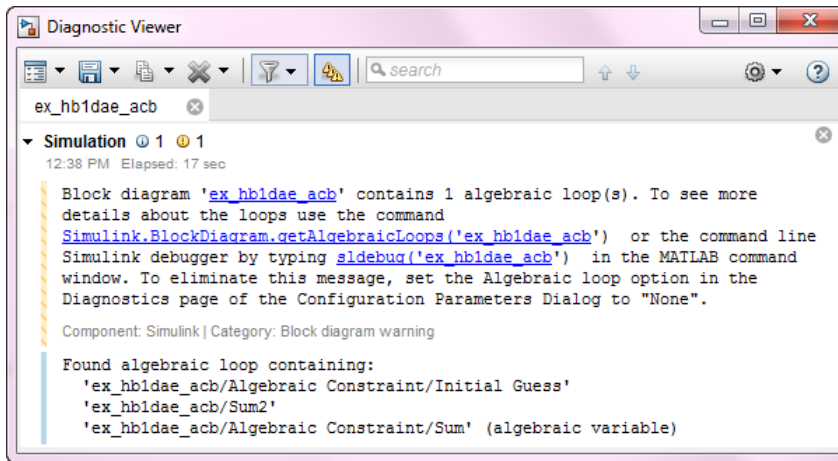 Diagnostic Viewer
search
ex_hb1dae_acb
Simulation 1 1
12:38 PM Elapsed: 17 sec
Block diagram 'ex_hb1dae_acb' contains 1 algebraic loop(s). To see more
details about the loops use the command
Simulink.BlockDiagram.getAlgebraicLoops('ex_hb1dae_acb') or the command line
Simulink debugger by typing sldebug('ex_hb1dae_acb') in the MATLAB command
window. To eliminate this message, set the Algebraic loop option in the
Diagnostics page of the Configuration Parameters Dialog to "None".
Component: Simulink | Category: Block diagram warning
Found algebraic loop containing:
'ex_hb1dae_acb/Algebraic Constraint/Initial Guess'
'ex_hb1dae_acb/Sum2'
'ex_hb1dae_acb/Algebraic Constraint/Sum' (algebraic variable)